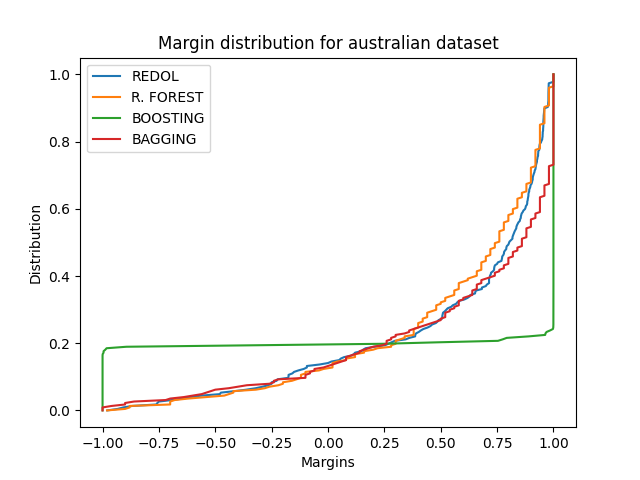 Margin distribution for australian dataset
REDOL
R. FOREST
BOOSTING
BAGGING
Distribution
1.0
0.8
0.6
0.4
0.2
0.0
−1.00 −0.75 −0.50 −0.25 0.00 0.25 0.50 0.75 1.00
Margins